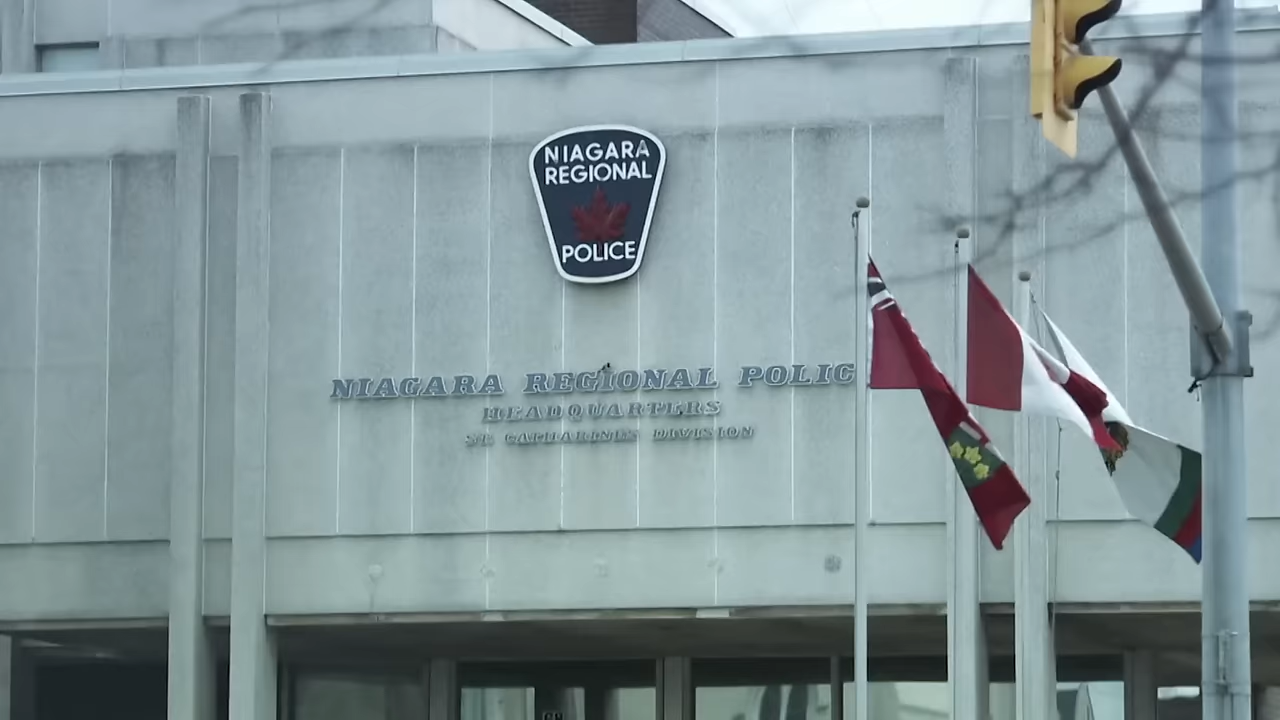 NIAGARA
REGIONAL
POLICE
NIAGARA REGIONAL POLIC
HEADQUARTERS
ST. CATHARINES DIVISION